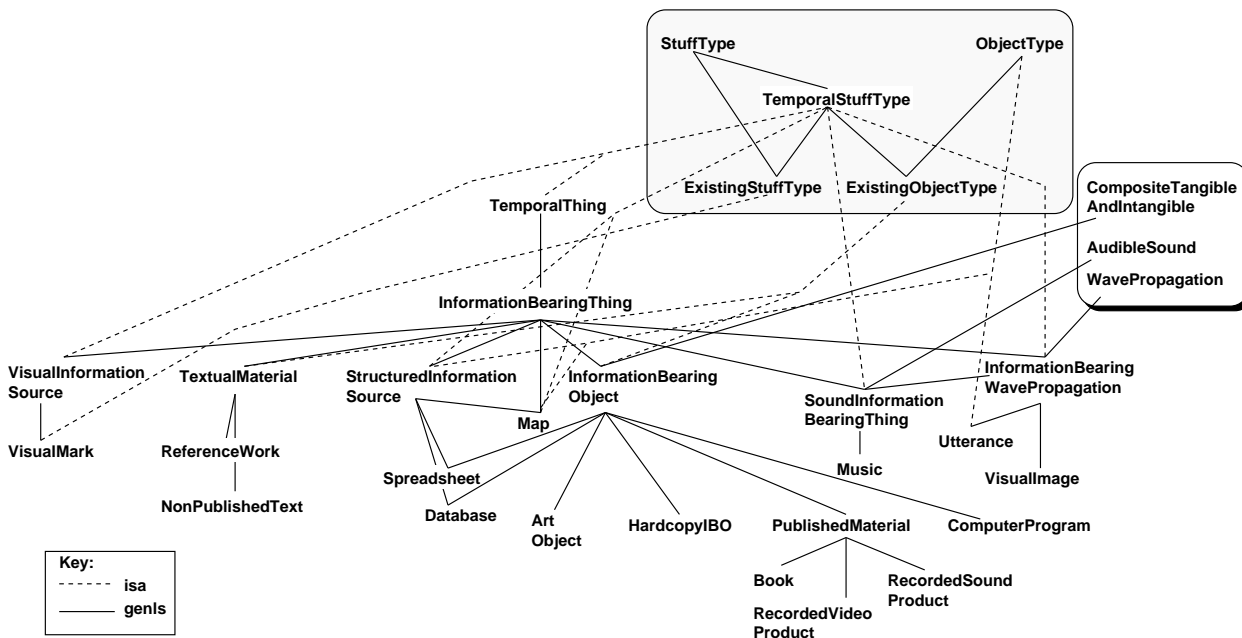 StuffType
ObjectType
TemporalStuffType
ExistingStuffType
ExistingObjectType
CompositeTangible
AndIntangible
TemporalThing
AudibleSound
WavePropagation
InformationBearingThing
VisualInformation
Source
TextualMaterial
StructuredInformation
Source
InformationBearing
Object
SoundInformation
BearingThing
InformationBearing
WavePropagation
Map
Utterance
VisualMark
ReferenceWork
Music
VisualImage
Spreadsheet
NonPublishedText
Database
Art
Object
HardcopyIBO
PublishedMaterial
ComputerProgram
Book
RecordedSound
Product
RecordedVideo
Product
Key:
isa
genls